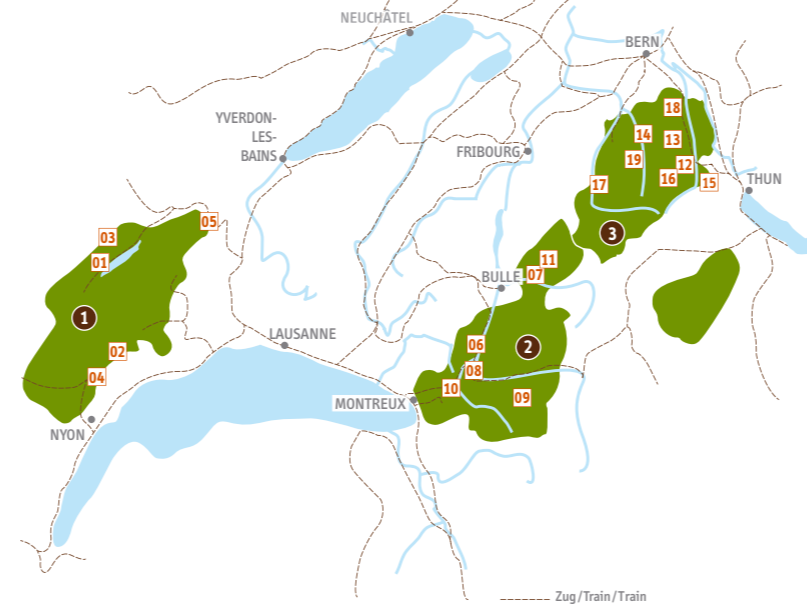 NEUCHÂTEL
BERN
18
YVERDON-
LES-
BAINS
14
13
FRIBOURG
19
12
16
17
15
THUN
05
03
3
01
11
07
BULLE
1
LAUSANNE
06
2
02
08
04
10
09
MONTREUX
NYON
Zug/Train/Train